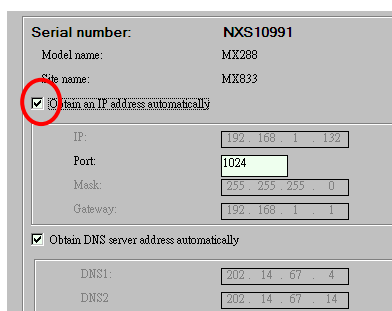 Serial number: NXS10991
Model name: MX288
Site name: MX833
Obtain an IP address automatically
IP: 192 . 168 . 1 . 132
Port: 1024
Mask: 255 . 255 . 255 . 0
Gateway: 192 . 168 . 1 . 1
Obtain DNS server address automatically
DNS1: 202 . 14 . 67 . 4
DNS2 202 . 14 . 67 . 14